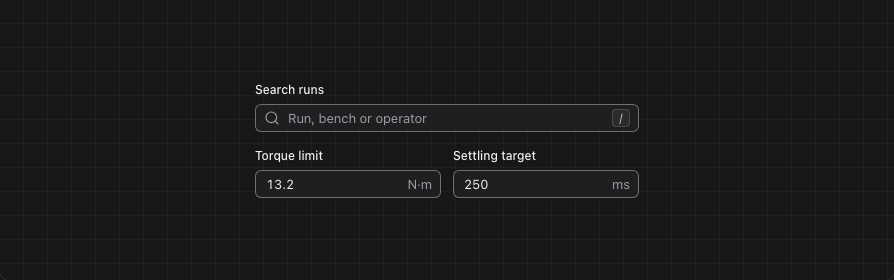 Search runs
Run, bench or operator /
Torque limit
Settling target
13.2 N·m
250 ms